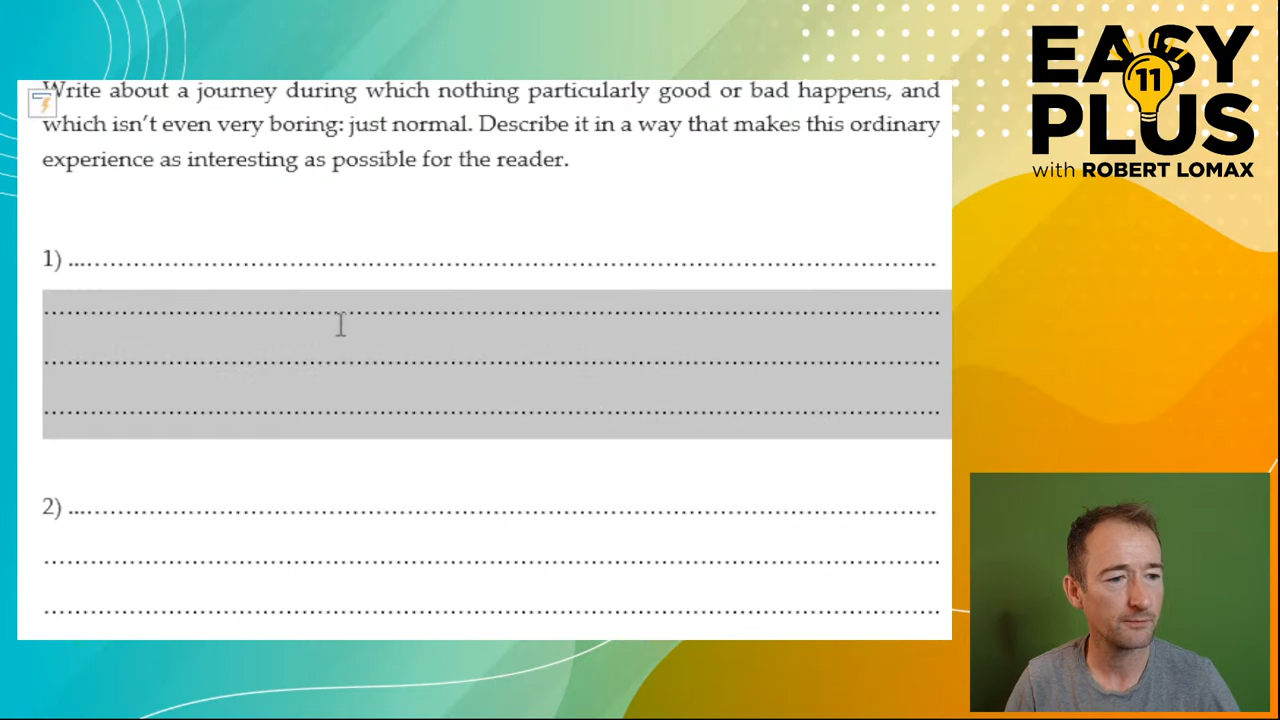 EASY
11
PLUS
with ROBERT LOMAX
Write about a journey during which nothing particularly good or bad happens, and
which isn't even very boring: just normal. Describe it in a way that makes this ordinary
experience as interesting as possible for the reader.
1) ....................................................................................................
....................................................................................................
....................................................................................................
....................................................................................................
2) ....................................................................................................
....................................................................................................
....................................................................................................